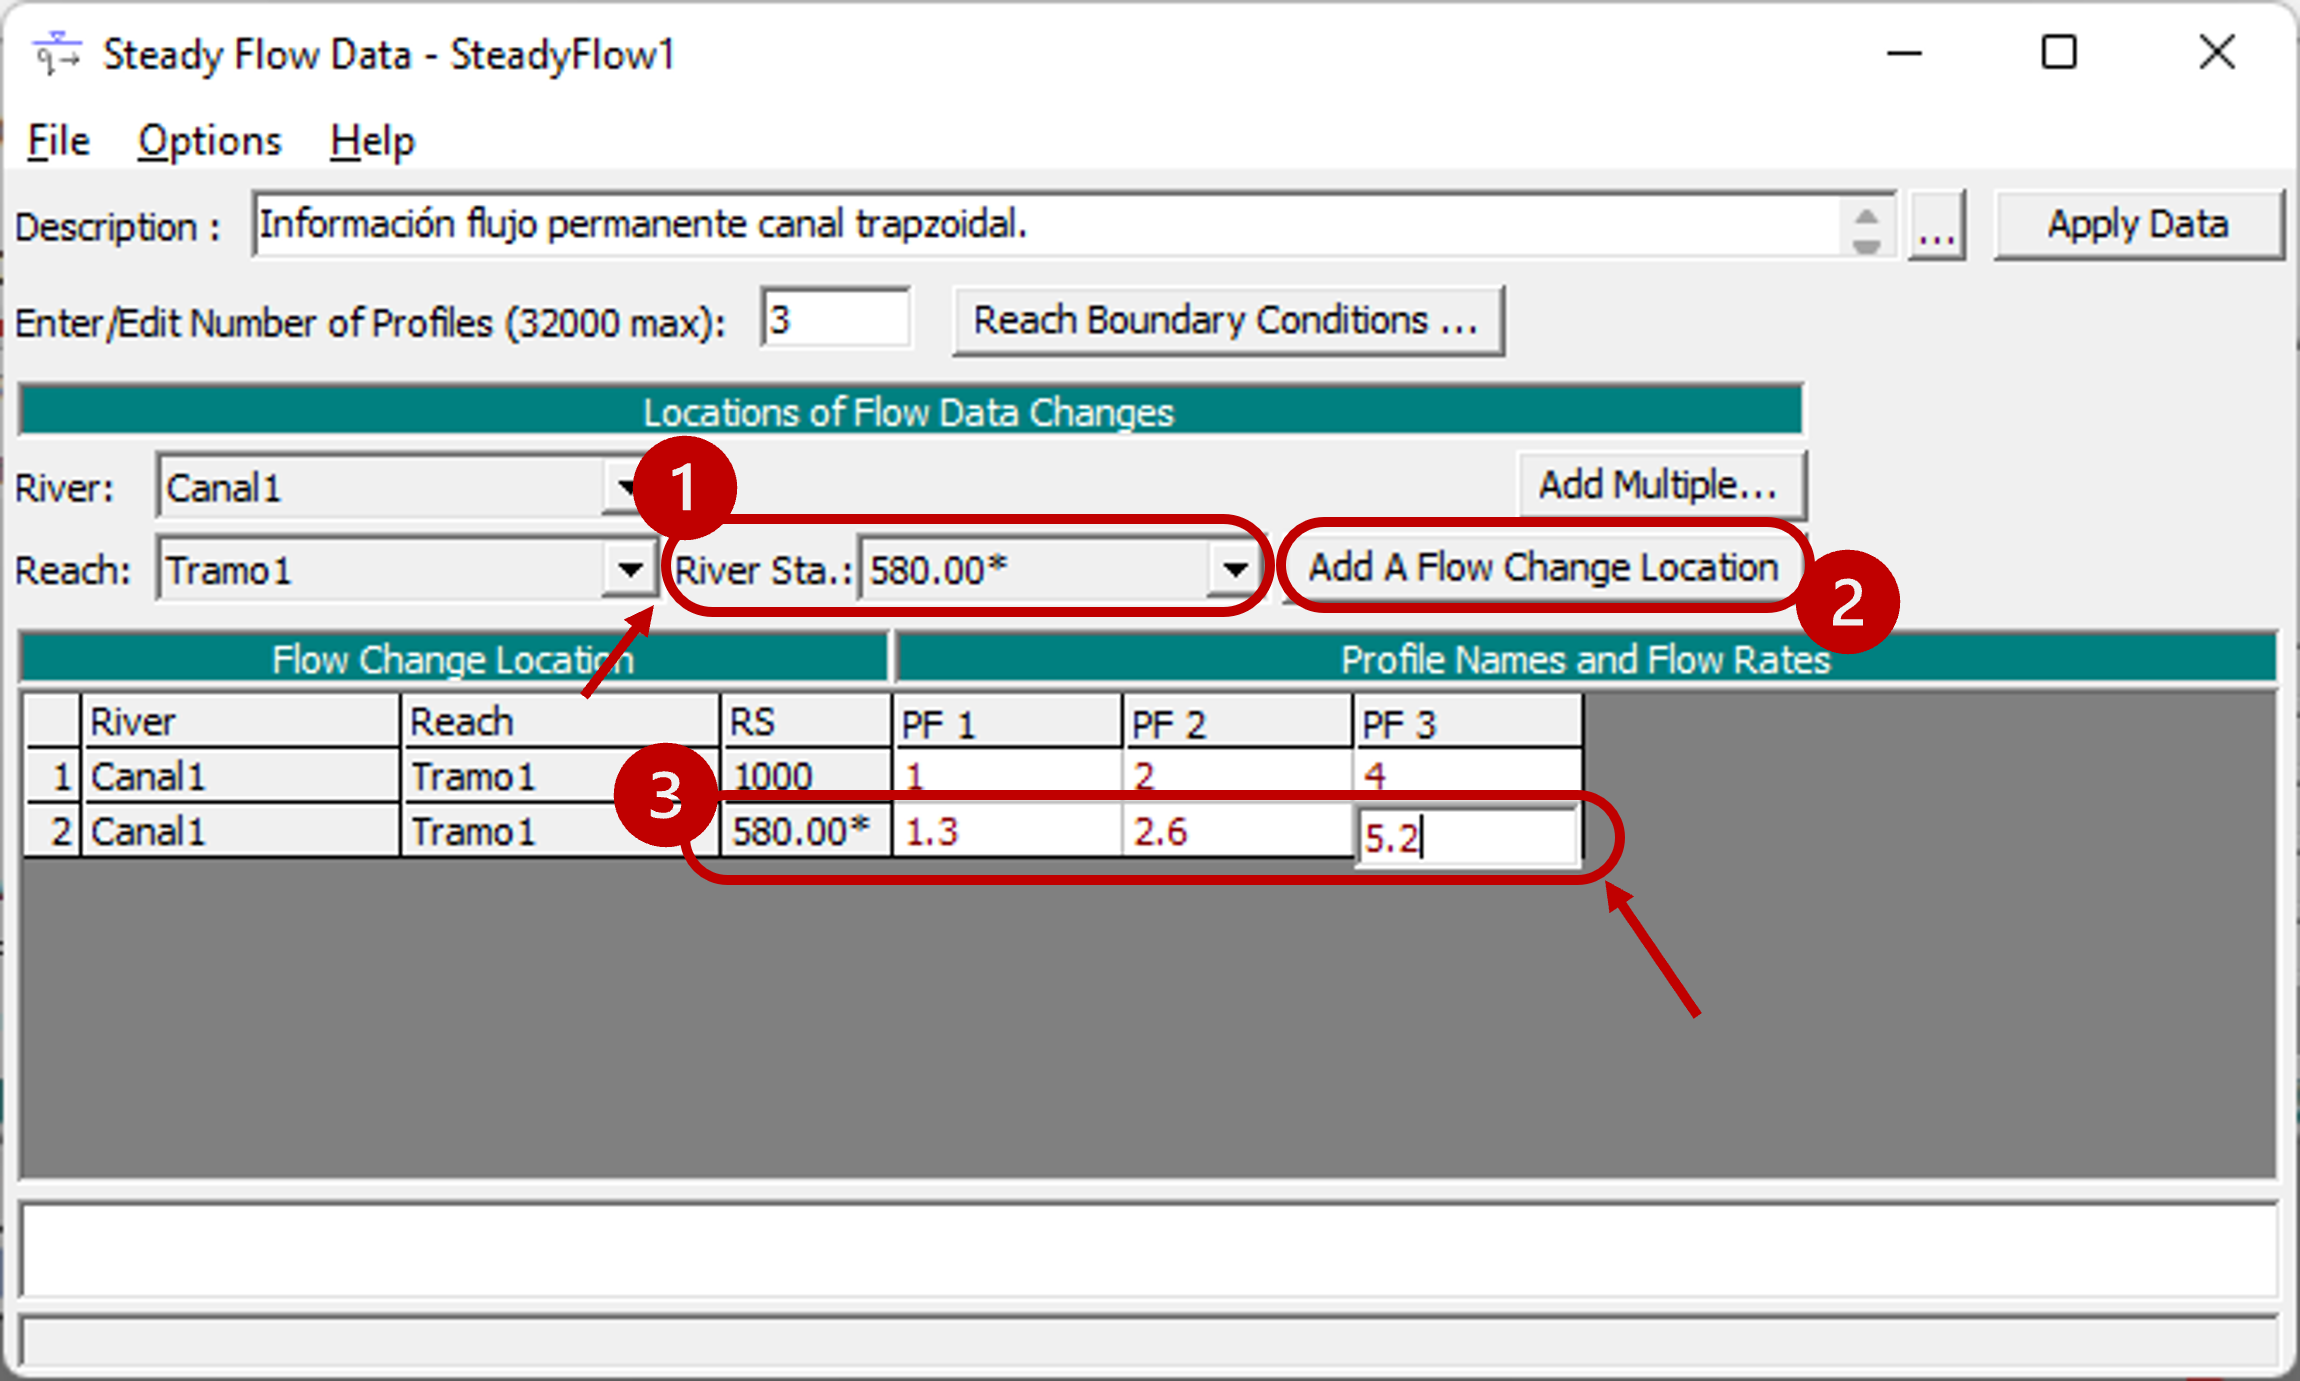 Steady Flow Data - SteadyFlow1
File Options Help
Description : Información flujo permanente canal trapzoidal. ... Apply Data
Enter/Edit Number of Profiles (32000 max): 3 Reach Boundary Conditions ...
Locations of Flow Data Changes
River: Canal1 1 Add Multiple...
Reach: Tramo1 River Sta.: 580.00* Add A Flow Change Location 2
Flow Change Location Profile Names and Flow Rates
River Reach RS PF 1 PF 2 PF 3
1 Canal1 Tramo1 1000 1 2 4
3
2 Canal1 Tramo1 580.00* 1.3 2.6 5.2